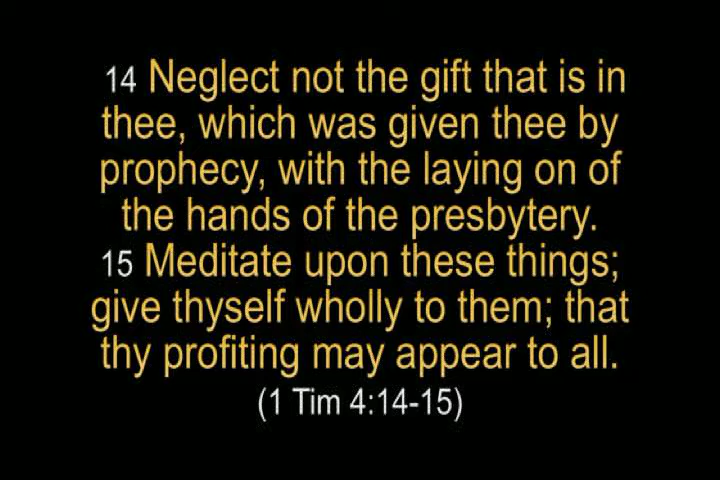 14 Neglect not the gift that is in
thee, which was given thee by
prophecy, with the laying on of
the hands of the presbytery.
15 Meditate upon these things;
give thyself wholly to them; that
thy profiting may appear to all.
(1 Tim 4:14-15)